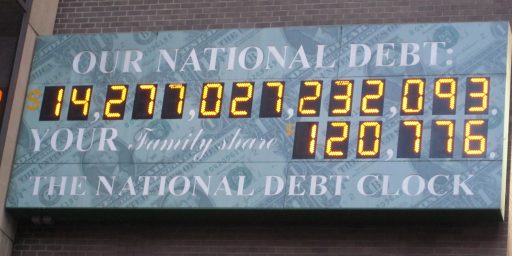 OUR NATIONAL DEBT:
$14,277,027,232,093.
YOUR Family share $120,776.
THE NATIONAL DEBT CLOCK